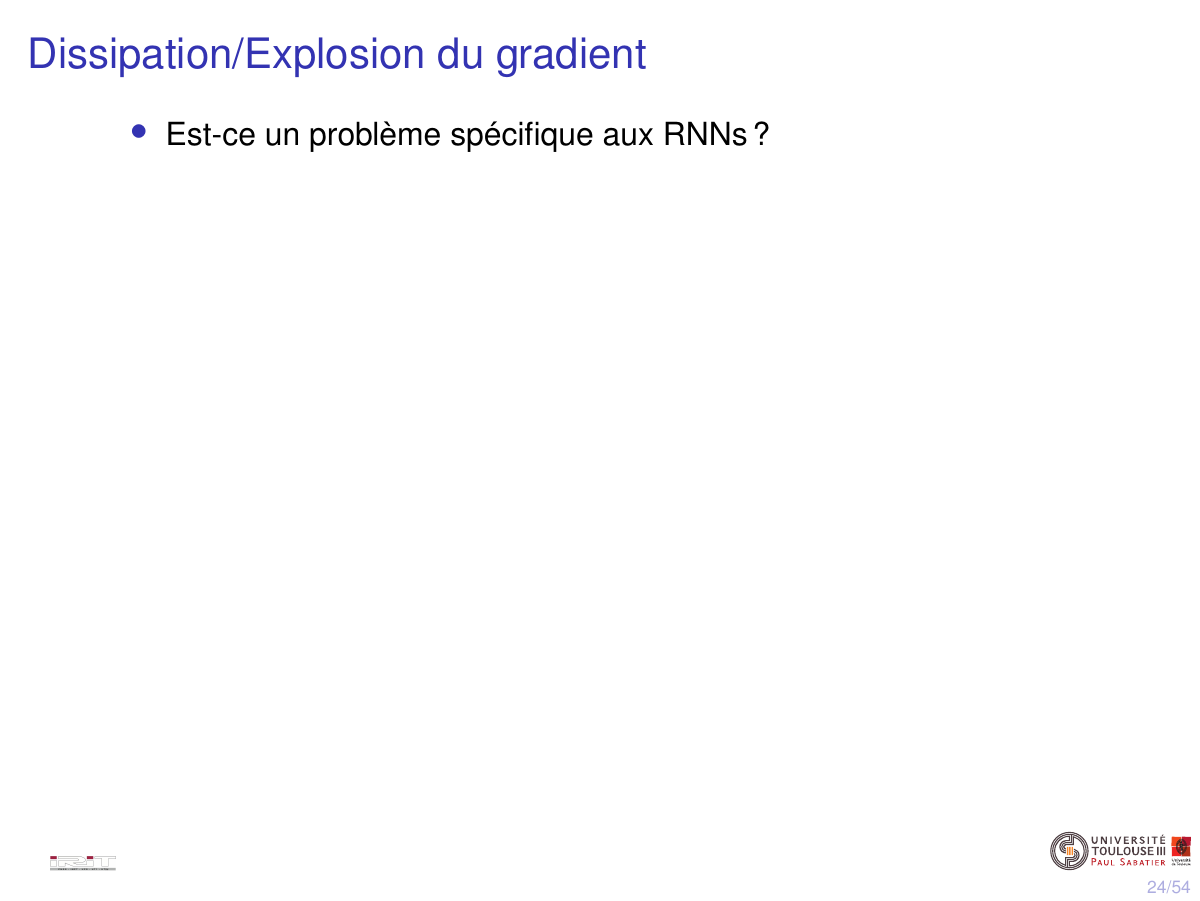 Dissipation/Explosion du gradient
• Est-ce un problème spécifique aux RNNs ?
iRiT
UNIVERSITÉ
TOULOUSE III
PAUL SABATIER
24/54